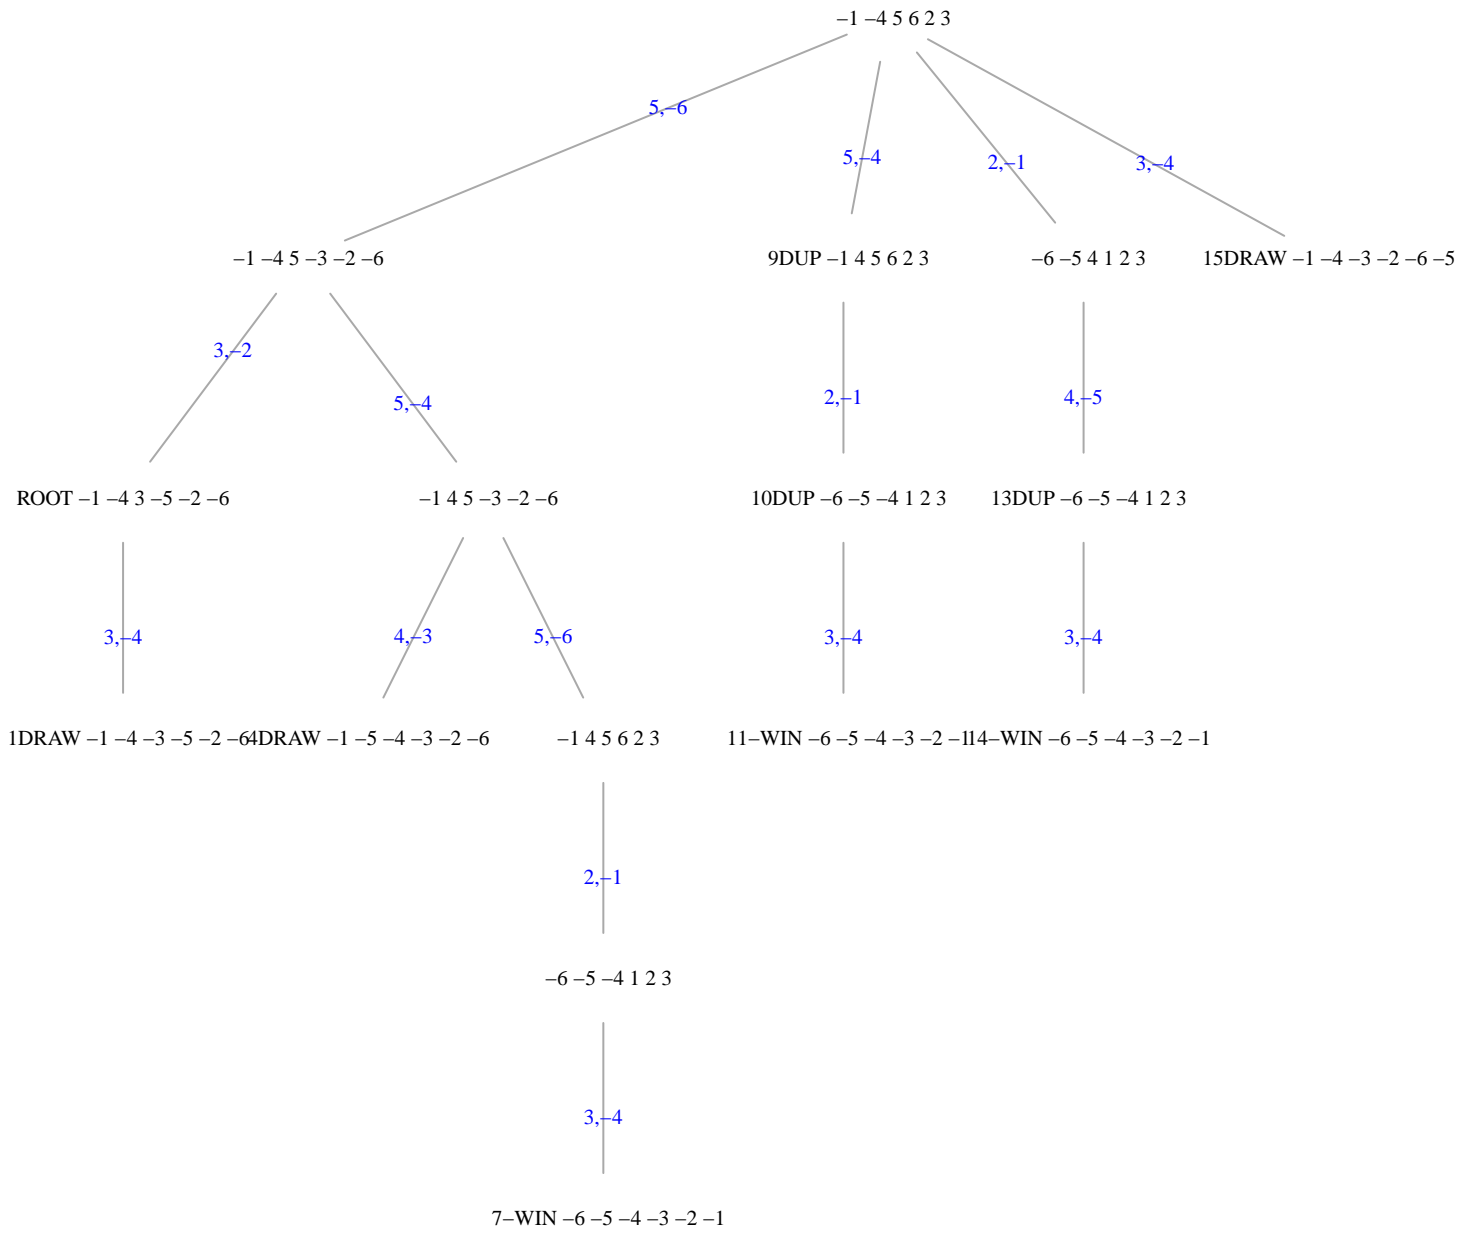 −1 −4 5 6 2 3
5,−6
5,−4
2,−1
3,−4
−1 −4 5 −3 −2 −6
9DUP −1 4 5 6 2 3
−6 −5 4 1 2 3
15DRAW −1 −4 −3 −2 −6 −5
3,−2
5,−4
2,−1
4,−5
ROOT −1 −4 3 −5 −2 −6
−1 4 5 −3 −2 −6
10DUP −6 −5 −4 1 2 3
13DUP −6 −5 −4 1 2 3
3,−4
4,−3
5,−6
3,−4
3,−4
1DRAW −1 −4 −3 −5 −2 −6
4DRAW −1 −5 −4 −3 −2 −6
−1 4 5 6 2 3
11−WIN −6 −5 −4 −3 −2 −1
14−WIN −6 −5 −4 −3 −2 −1
2,−1
−6 −5 −4 1 2 3
3,−4
7−WIN −6 −5 −4 −3 −2 −1